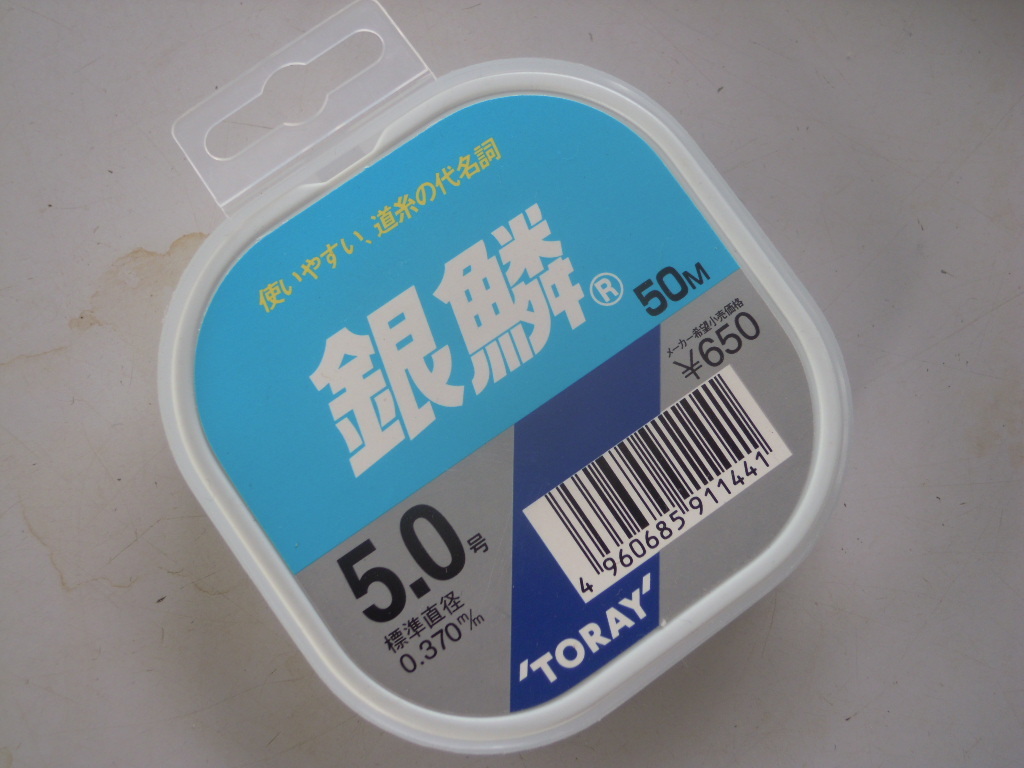 使いやすい、道糸の代名詞
銀鱗®
50M
メーカー希望小売価格
¥650
5.0号
標準直径
0.370m/m
4 960685 911441
'TORAY'